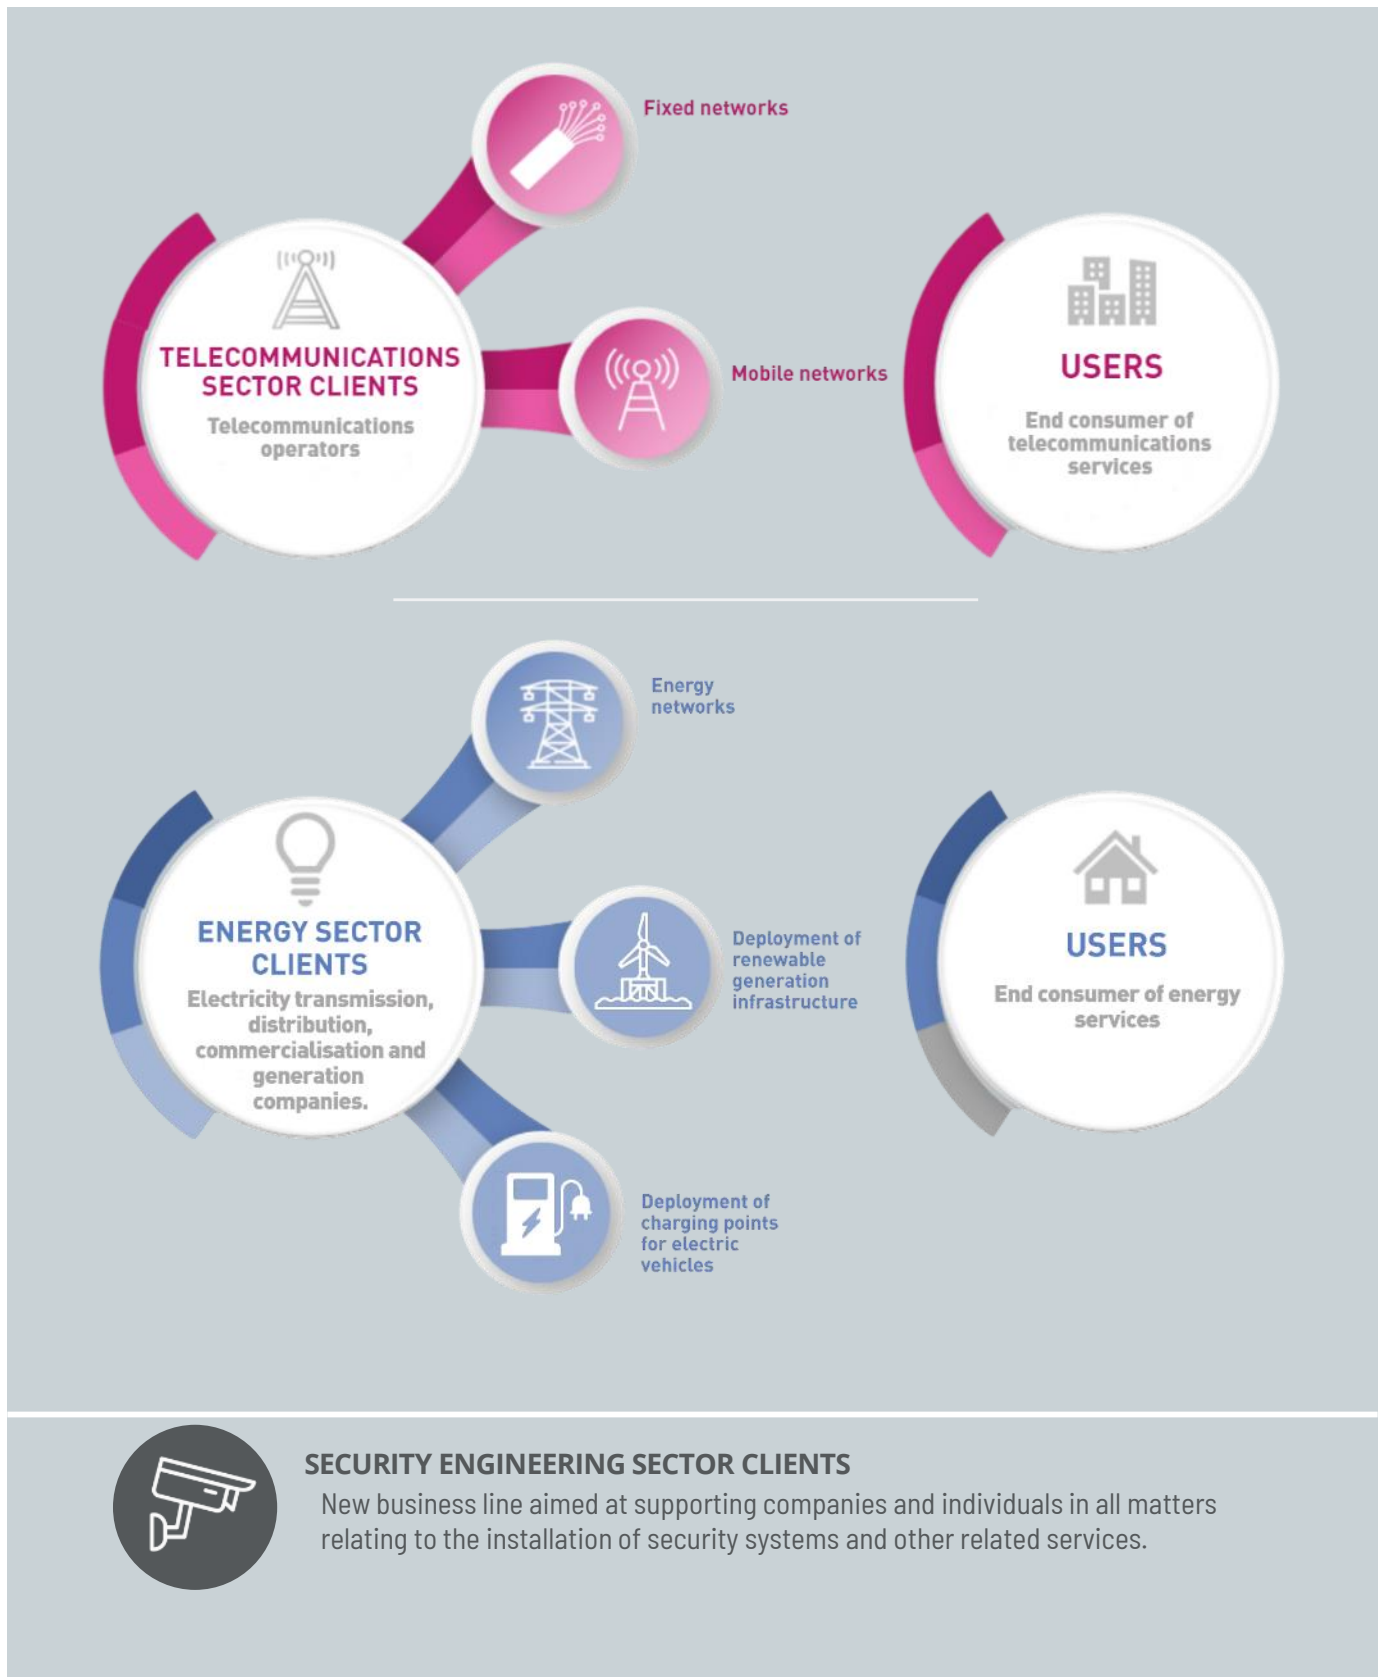 Fixed networks
TELECOMMUNICATIONS
SECTOR CLIENTS
Telecommunications
operators
Mobile networks
USERS
End consumer of
telecommunications
services
Energy
networks
ENERGY SECTOR
CLIENTS
Electricity transmission,
distribution,
commercialisation and
generation
companies.
Deployment of
renewable
generation
infrastructure
USERS
End consumer of energy
services
Deployment of
charging points
for electric
vehicles
SECURITY ENGINEERING SECTOR CLIENTS
New business line aimed at supporting companies and individuals in all matters
relating to the installation of security systems and other related services.